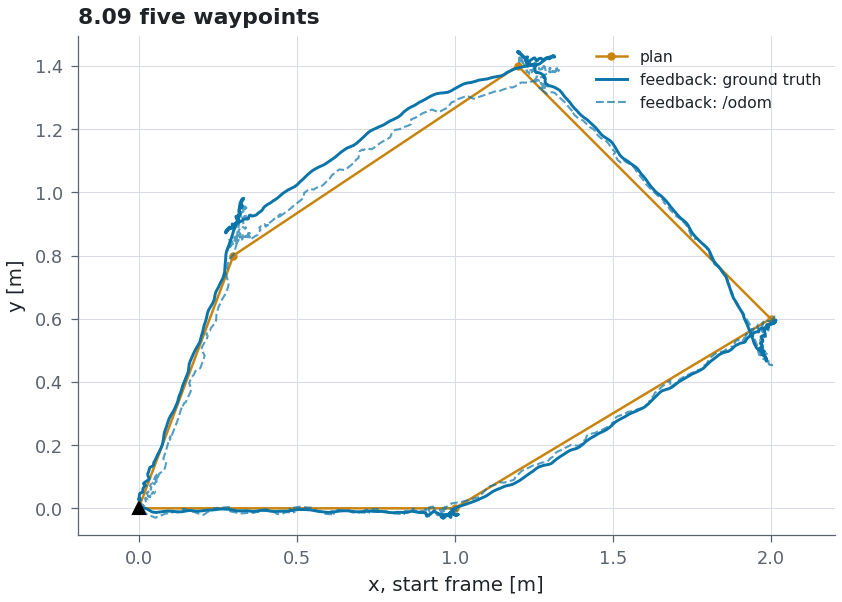 8.09 five waypoints
plan
feedback: ground truth
feedback: /odom
1.4
1.2
1.0
0.8
0.6
0.4
0.2
0.0
y [m]
0.0 0.5 1.0 1.5 2.0
x, start frame [m]